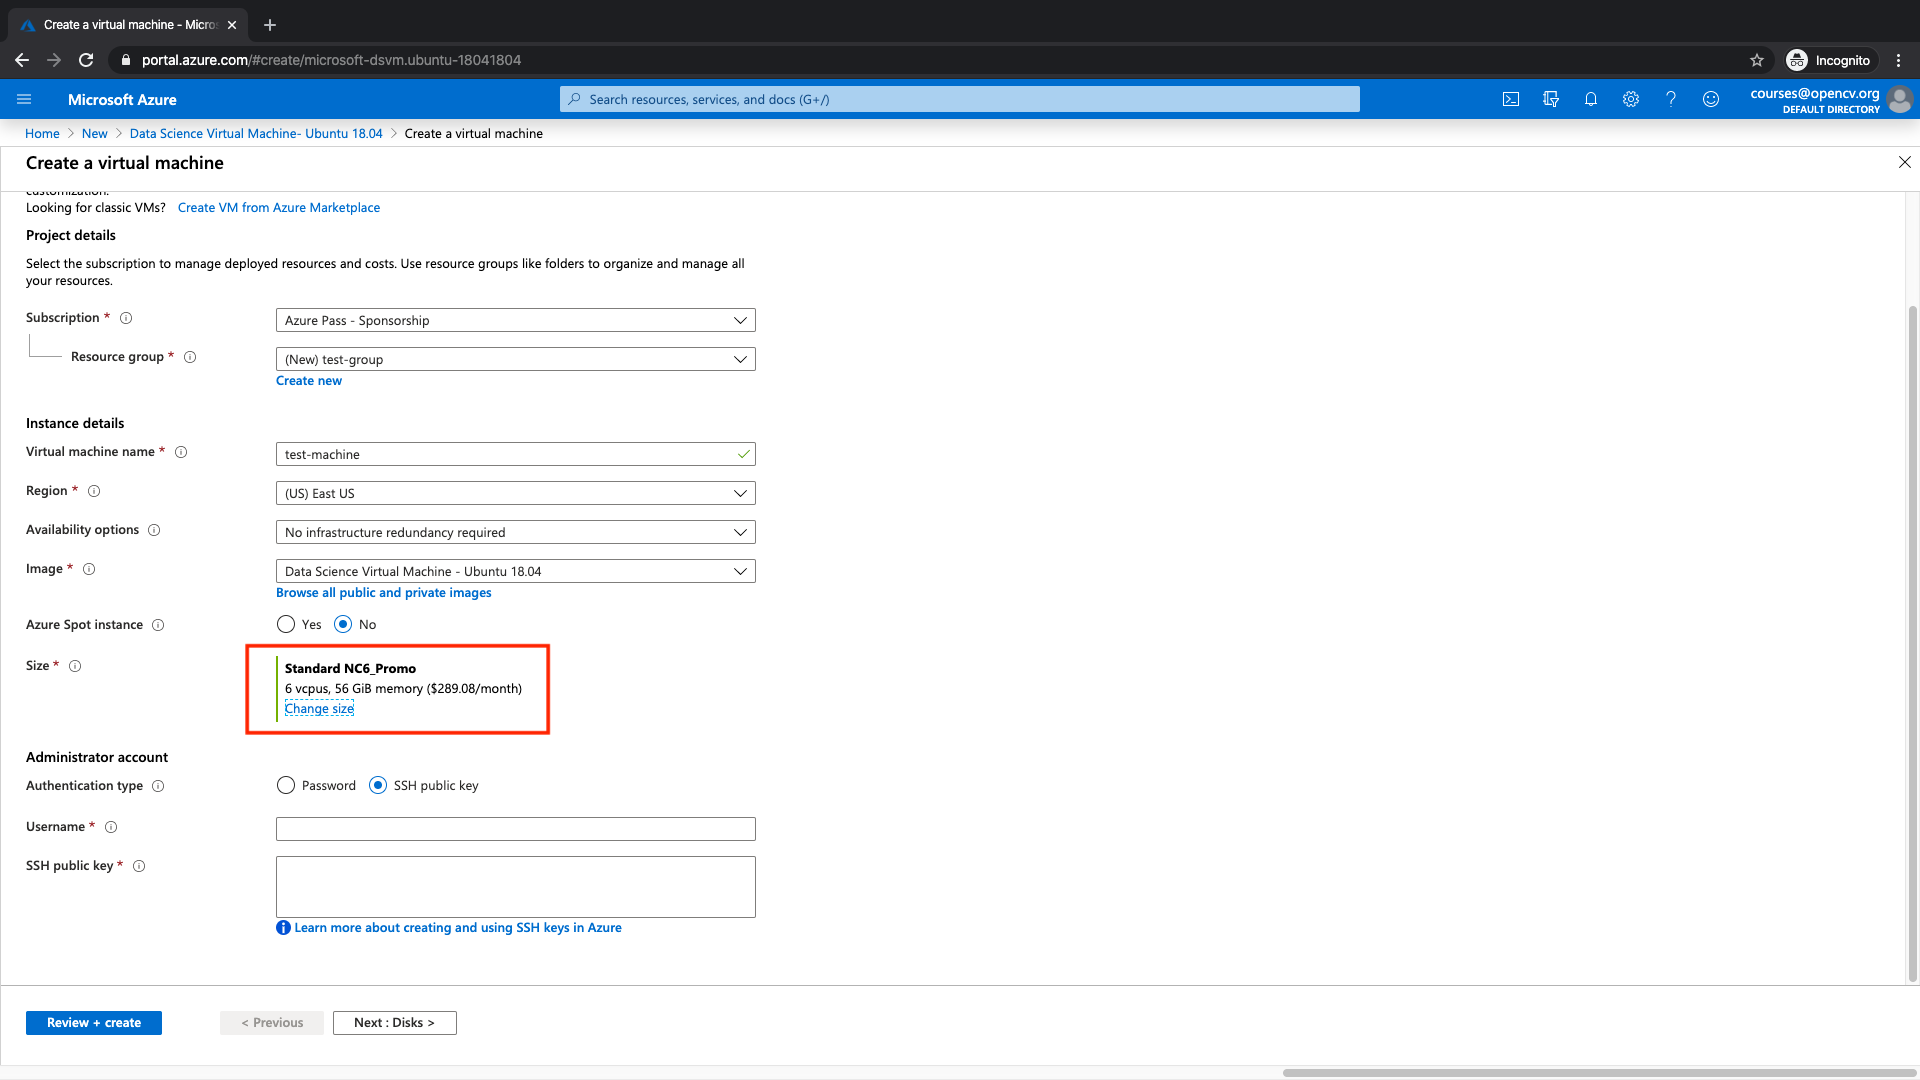 Create a virtual machine - Micros
portal.azure.com/#create/microsoft-dsvm.ubuntu-18041804
Incognito
Microsoft Azure
Search resources, services, and docs (G+/)
courses@opencv.org
DEFAULT DIRECTORY
Home > New > Data Science Virtual Machine- Ubuntu 18.04 > Create a virtual machine
Create a virtual machine
customization.
Looking for classic VMs? Create VM from Azure Marketplace
Project details
Select the subscription to manage deployed resources and costs. Use resource groups like folders to organize and manage all
your resources.
Subscription *
Azure Pass - Sponsorship
Resource group *
(New) test-group
Create new
Instance details
Virtual machine name *
test-machine
Region *
(US) East US
Availability options
No infrastructure redundancy required
Image *
Data Science Virtual Machine - Ubuntu 18.04
Browse all public and private images
Azure Spot instance
Yes No
Size *
Standard NC6_Promo
6 vcpus, 56 GiB memory ($289.08/month)
Change size
Administrator account
Authentication type
Password SSH public key
Username *
SSH public key *
Learn more about creating and using SSH keys in Azure
Review + create
< Previous
Next : Disks >